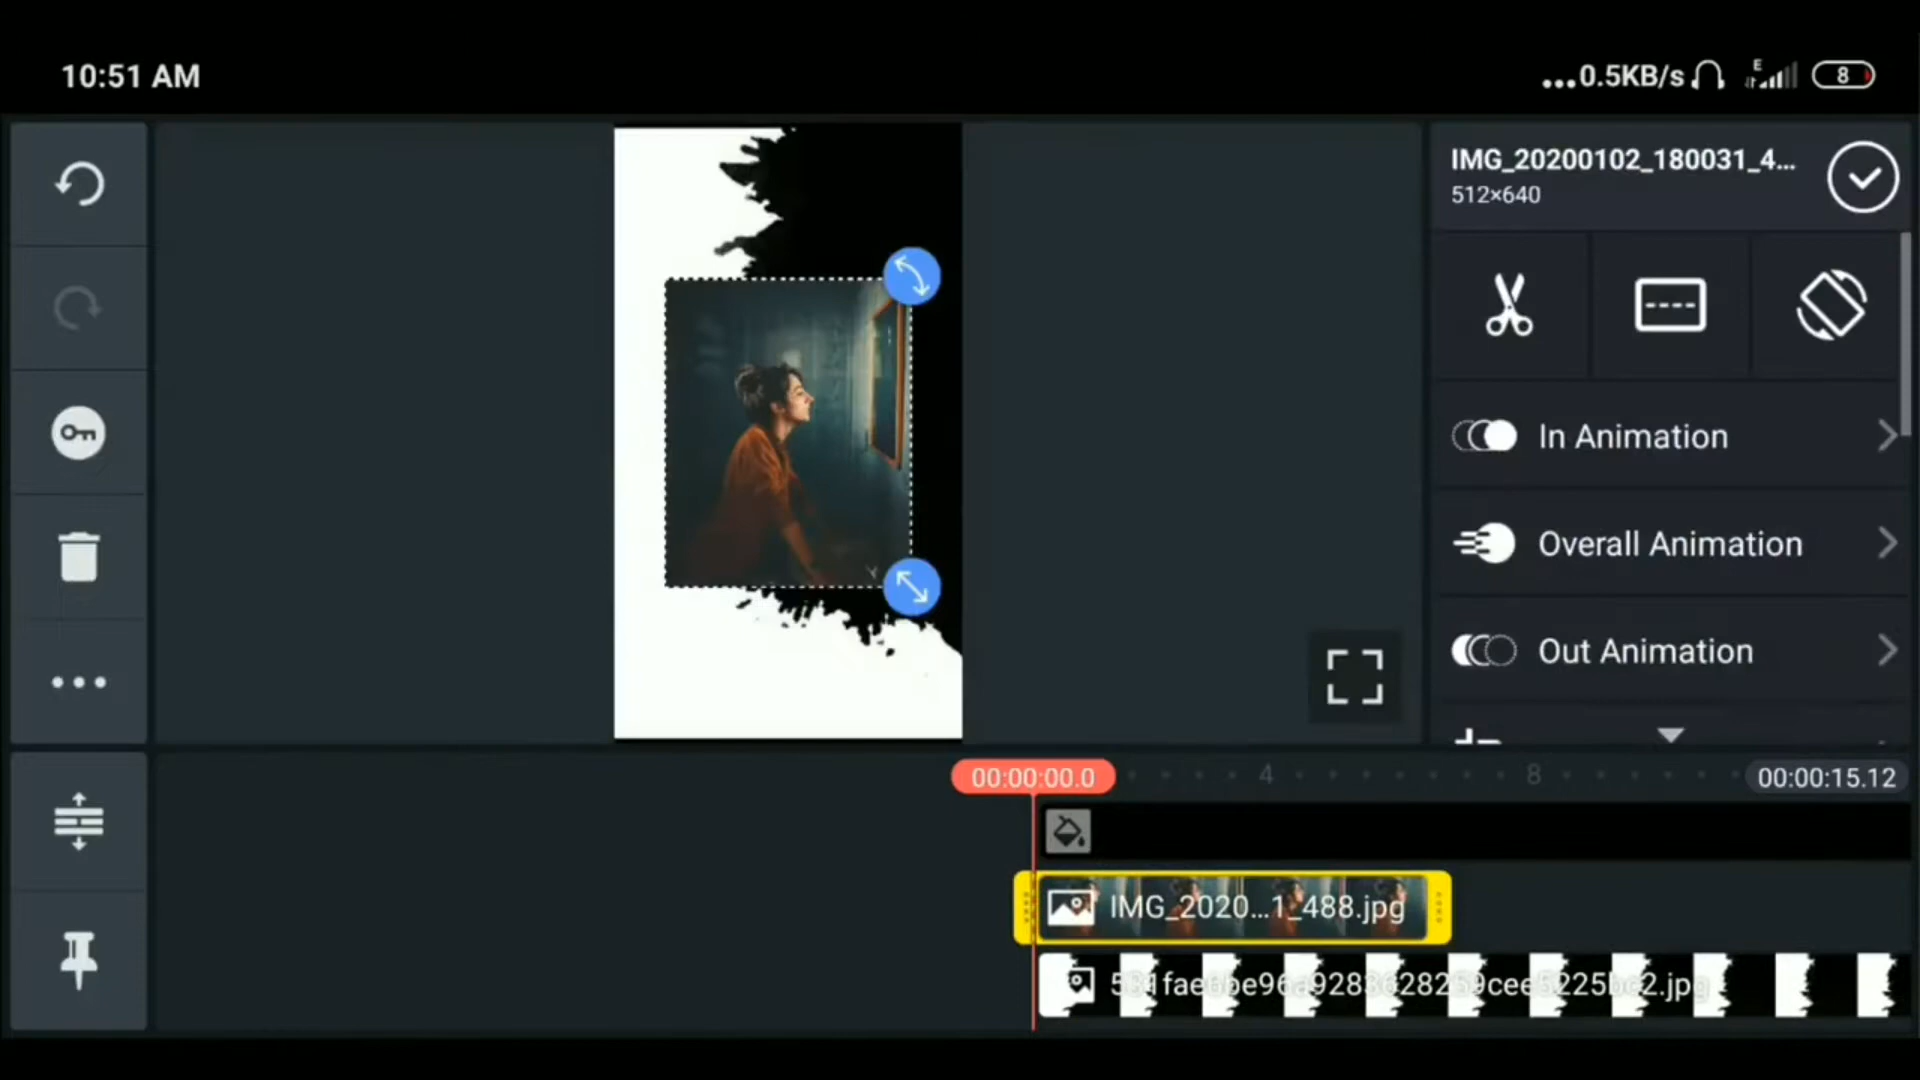 10:51 AM
...0.5KB/s
E
8
IMG_20200102_180031_4...
512×640
In Animation
Overall Animation
Out Animation
00:00:00.0
4
8
00:00:15.12
IMG_2020...1_488.jpg